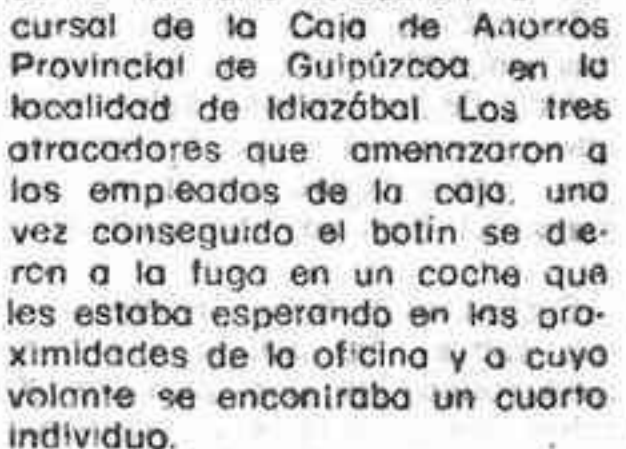 cursal de la Caja de Ahorros
Provincial de Guipúzcoa en la
localidad de Idiazábal. Los tres
atracadores que amenazaron a
los empleados de la caja, una
vez conseguido el botín se die-
ron a la fuga en un coche que
les estaba esperando en las pro-
ximidades de la oficina y a cuyo
volante se encontraba un cuarto
individuo.